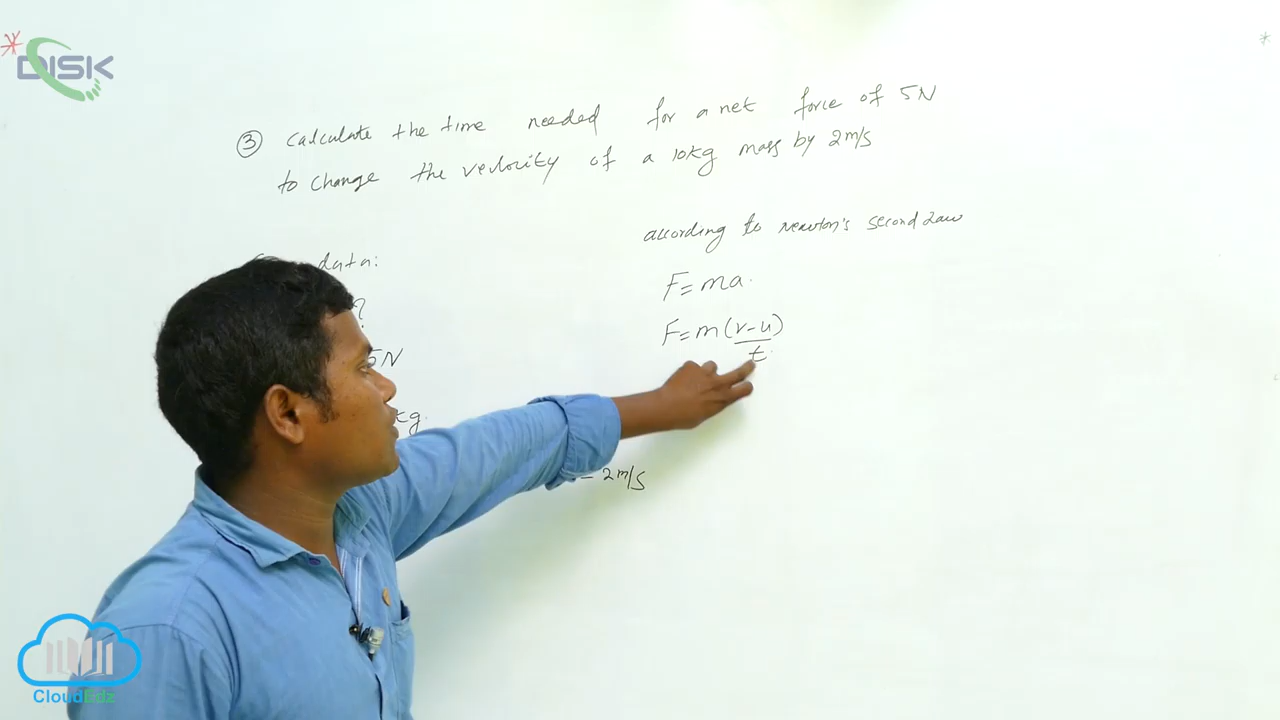 DISK
③ Calculate the time needed for a net force of 5N
to change the velocity of a 10kg mass by 2m/s
data:
?
5N
kg.
- 2m/s
according to newton's second Law
F=ma.
F=m(v-u)
t
CloudEdz